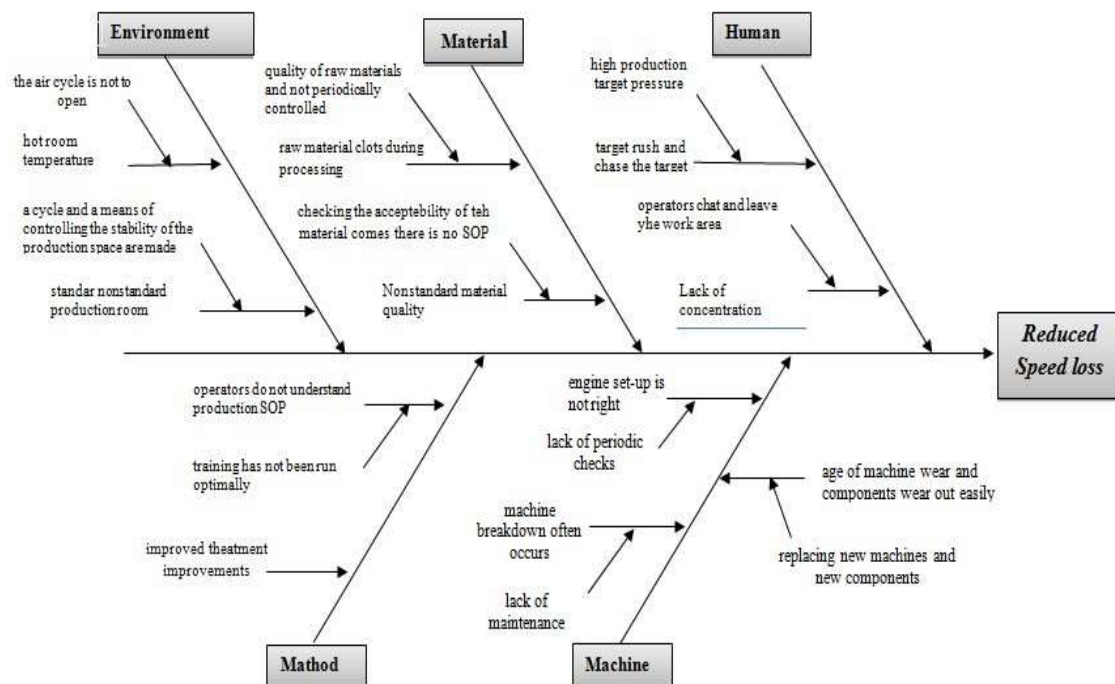 Environment
Material
Human
the air cycle is not to
open
hot room
temperature
a cycle and a means of
controlling the stability of the
production space are made
standar nonstandard
production room
quality of raw materials
and not periodically
controlled
raw material clots during
processing
checking the acceptebility of teh
material comes there is no SOP
Nonstandard material
quality
high production
target pressure
target rush and
chase the target
operators chat and leave
yhe work area
Lack of
concentration
Reduced
Speed loss
operators do not understand
production SOP
training has not been run
optimally
improved theatment
improvements
engine set-up is
not right
lack of periodic
checks
age of machine wear and
components wear out easily
machine
breakdown often
occurs
replacing new machines and
new components
lack of
maintenance
Mathod
Machine